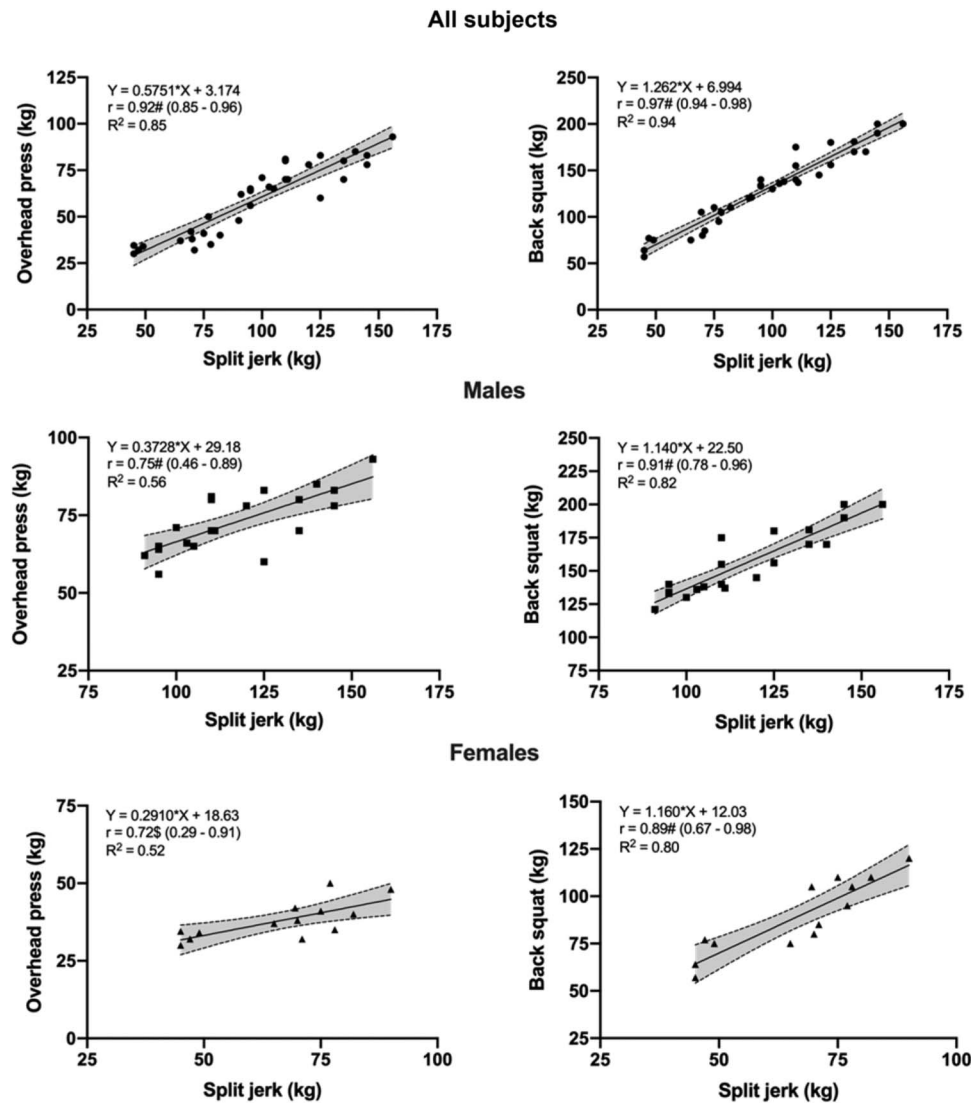 All subjects
Y = 0.5751*X + 3.174
r = 0.92# (0.85 - 0.96)
R² = 0.85
Overhead press (kg)
125
100
75
50
25
0
25 50 75 100 125 150 175
Split jerk (kg)
Y = 1.262*X + 6.994
r = 0.97# (0.94 - 0.98)
R² = 0.94
Back squat (kg)
250
200
150
100
50
0
25 50 75 100 125 150 175
Split jerk (kg)
Males
Y = 0.3728*X + 29.18
r = 0.75# (0.46 - 0.89)
R² = 0.56
Overhead press (kg)
100
75
50
25
75 100 125 150 175
Split jerk (kg)
Y = 1.140*X + 22.50
r = 0.91# (0.78 - 0.96)
R² = 0.82
Back squat (kg)
250
225
200
175
150
125
100
75
75 100 125 150 175
Split jerk (kg)
Females
Y = 0.2910*X + 18.63
r = 0.72$ (0.29 - 0.91)
R² = 0.52
Overhead press (kg)
75
50
25
0
25 50 75 100
Split jerk (kg)
Y = 1.160*X + 12.03
r = 0.89# (0.67 - 0.98)
R² = 0.80
Back squat (kg)
150
125
100
75
50
25
25 50 75 100
Split jerk (kg)